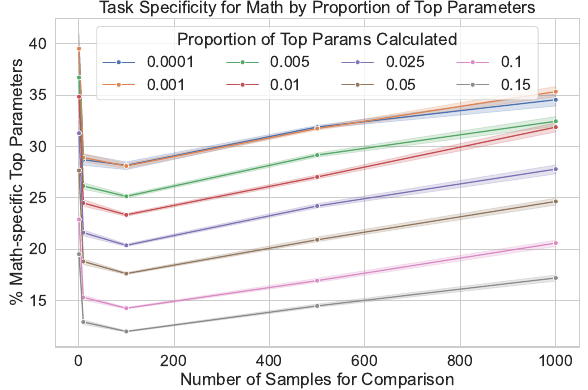 Task Specificity for Math by Proportion of Top Parameters
Proportion of Top Params Calculated
0.0001 0.005 0.025 0.1
0.001 0.01 0.05 0.15
% Math-specific Top Parameters
40
35
30
25
20
15
0 200 400 600 800 1000
Number of Samples for Comparison